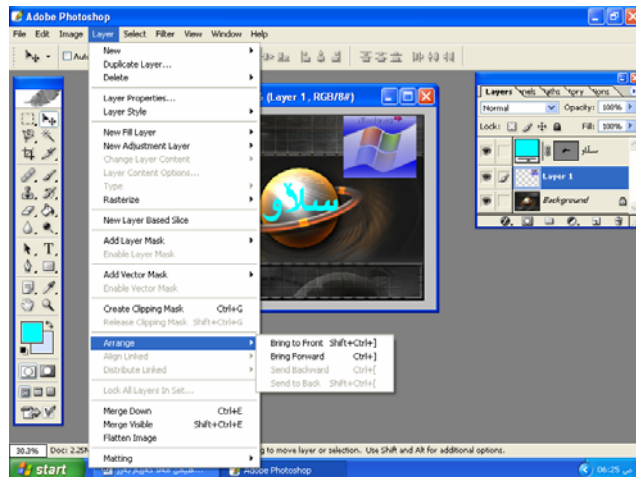 Adobe Photoshop
File Edit Image Layer Select Filter View Window Help
New
Duplicate Layer...
Delete
Layer Properties...
Layer Style
New Fill Layer
New Adjustment Layer
Change Layer Content
Layer Content Options...
Type
Rasterize
New Layer Based Slice
Add Layer Mask
Enable Layer Mask
Add Vector Mask
Enable Vector Mask
Create Clipping Mask Ctrl+G
Release Clipping Mask Shift+Ctrl+G
Arrange
Align Linked
Distribute Linked
Lock All Layers In Set...
Merge Down Ctrl+E
Merge Visible Shift+Ctrl+E
Flatten Image
Matting
Bring to Front Shift+Ctrl+]
Bring Forward Ctrl+]
Send Backward Ctrl+[
Send to Back Shift+Ctrl+[
(Layer 1, RGB/8#)
سلاو
Layers
Normal Opacity: 100%
Lock: Fill: 100%
سلاو
Layer 1
Background
30.3% Doc: 2.25M
to move layer or selection. Use Shift and Alt for additional options.
start
Adobe Photoshop
06:25 ص